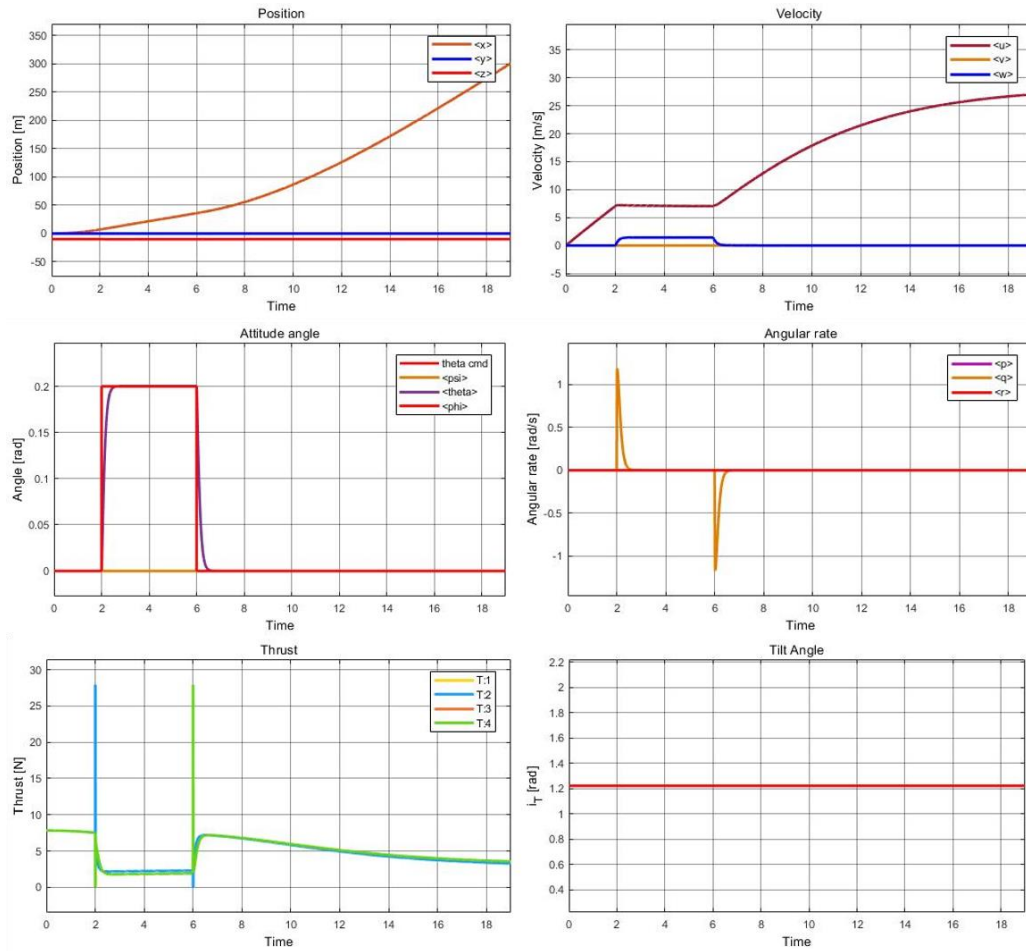 Position
350
300
250
200
150
100
50
0
-50
Position [m]
<x>
<y>
<z>
0 2 4 6 8 10 12 14 16 18
Time
Velocity
35
30
25
20
15
10
5
0
-5
Velocity [m/s]
<u>
<v>
<w>
0 2 4 6 8 10 12 14 16 18
Time
Attitude angle
0.2
0.15
0.1
0.05
0
Angle [rad]
theta cmd
<psi>
<theta>
<phi>
0 2 4 6 8 10 12 14 16 18
Time
Angular rate
1
0.5
0
-0.5
-1
Angular rate [rad/s]
<p>
<q>
<r>
0 2 4 6 8 10 12 14 16 18
Time
Thrust
30
25
20
15
10
5
0
Thrust [N]
T:1
T:2
T:3
T:4
0 2 4 6 8 10 12 14 16 18
Time
Tilt Angle
2.2
2
1.8
1.6
1.4
1.2
1
0.8
0.6
0.4
i_T [rad]
0 2 4 6 8 10 12 14 16 18
Time